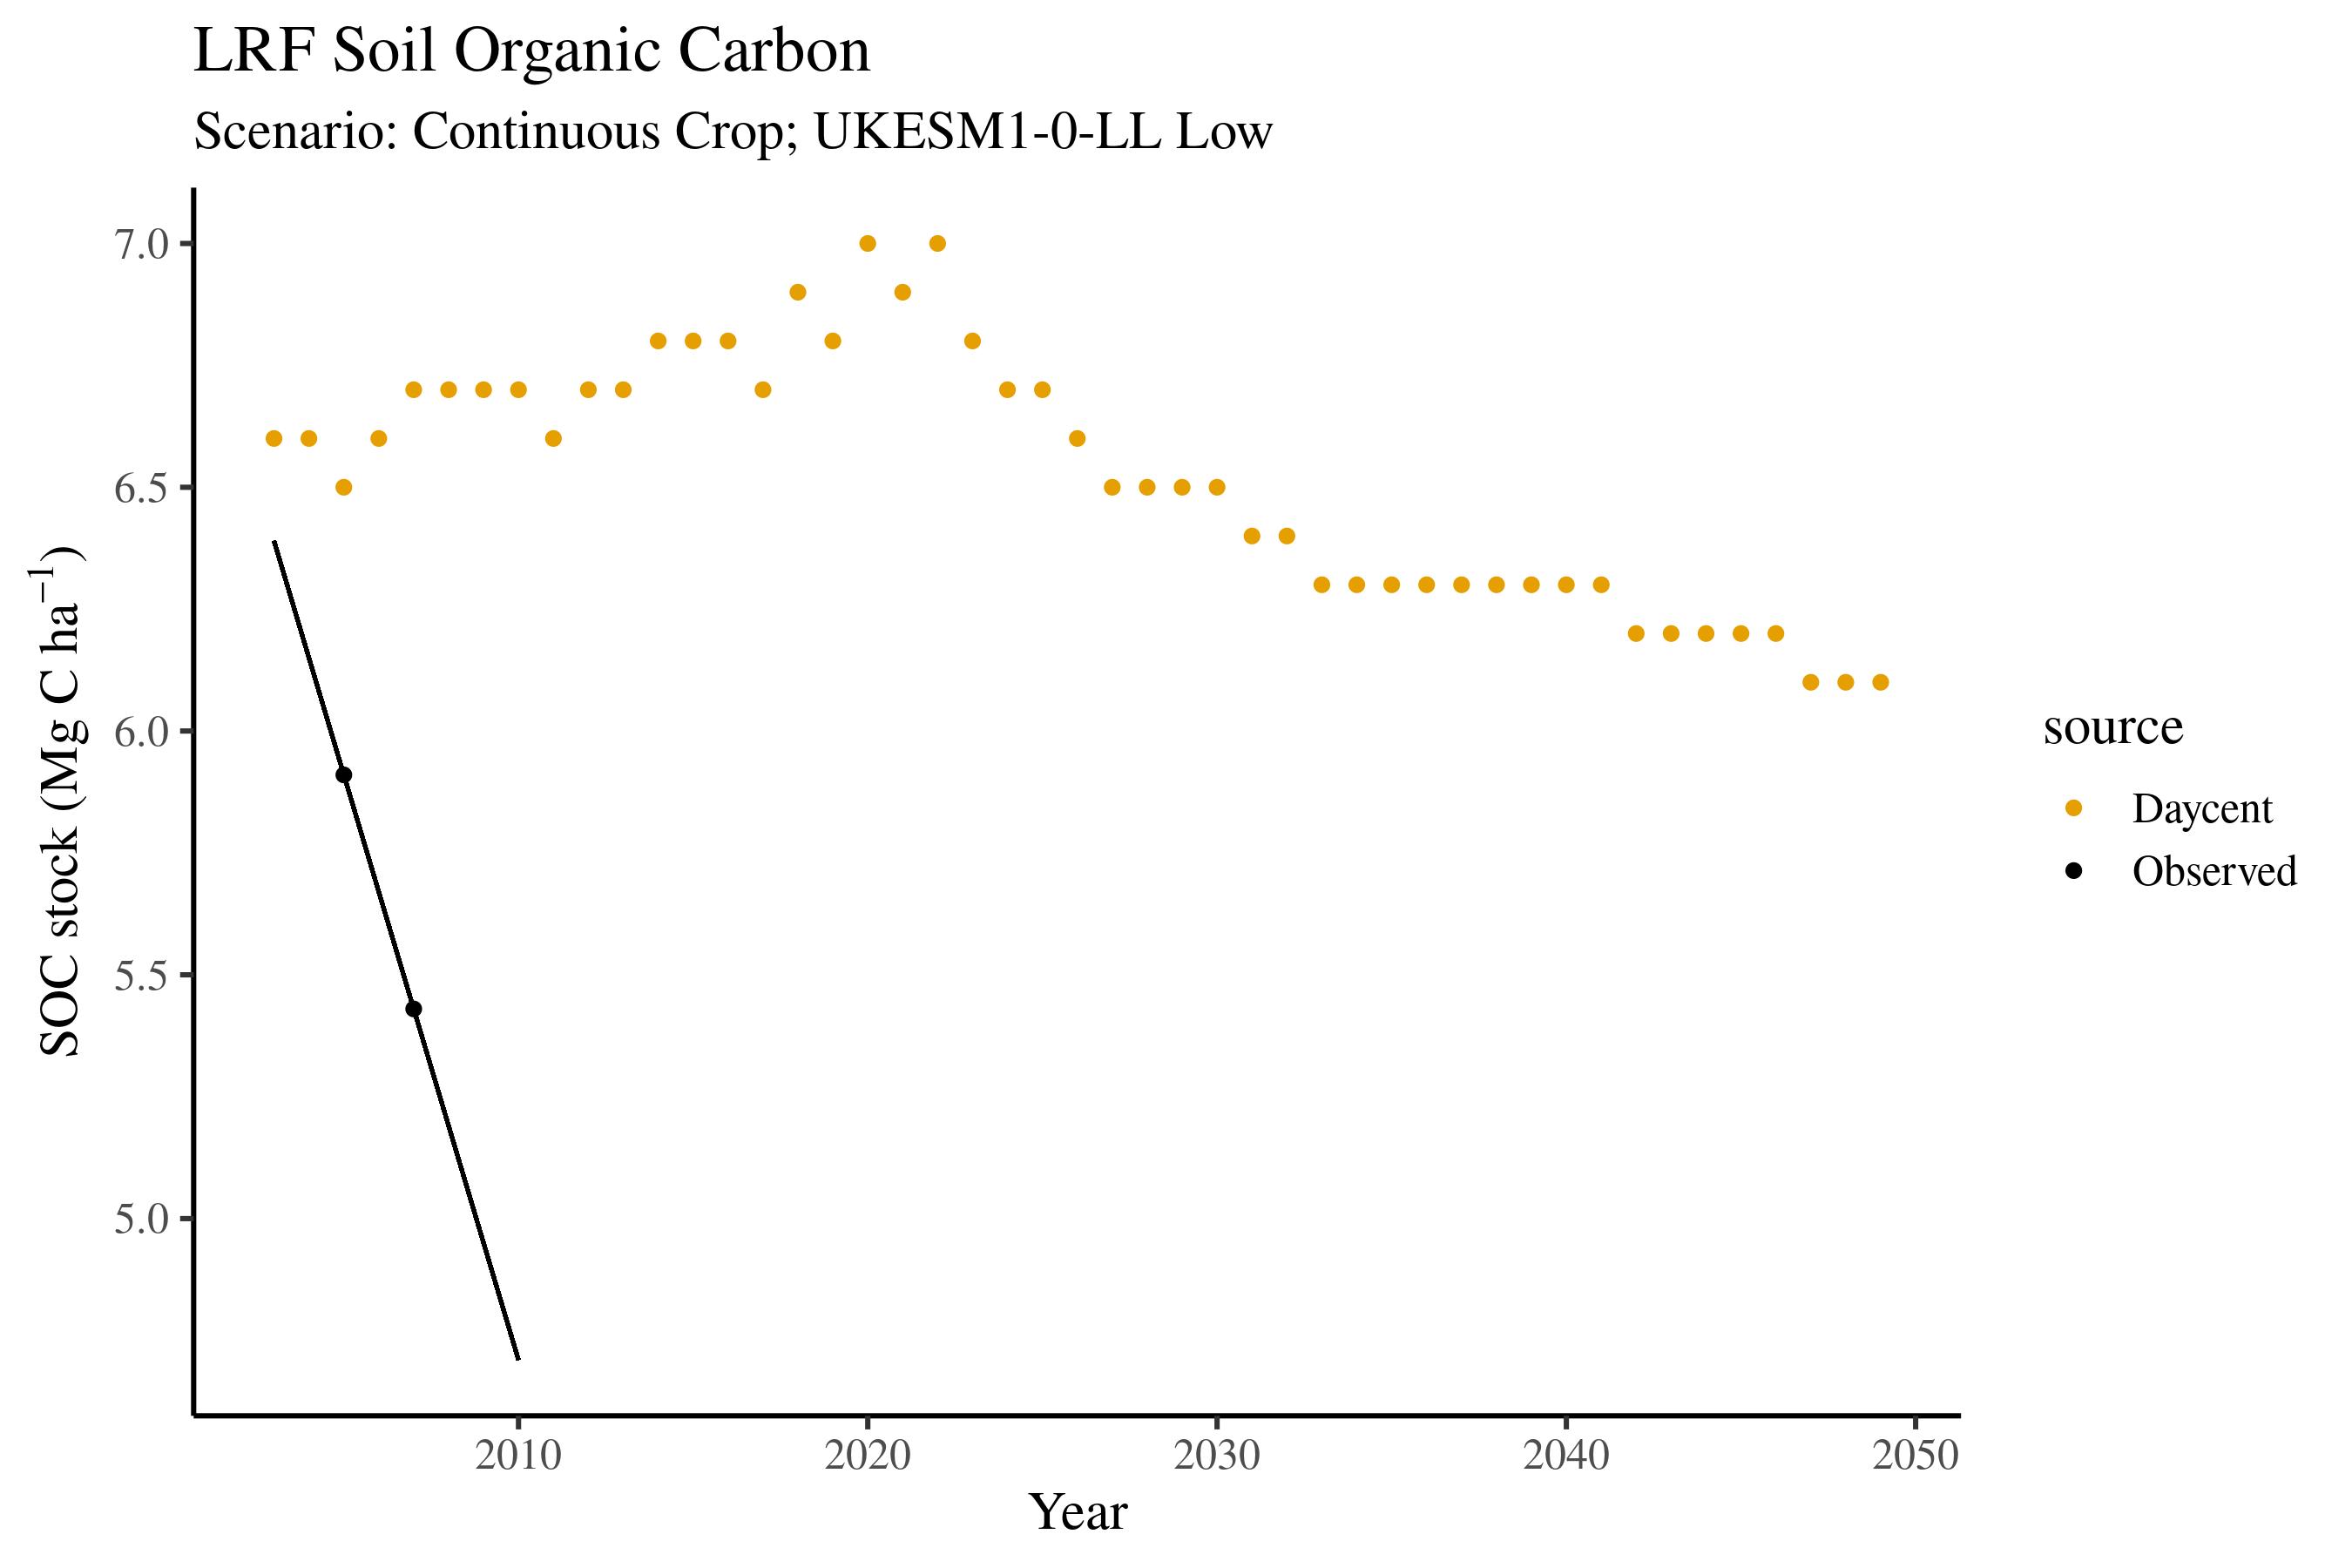 LRF Soil Organic Carbon
Scenario: Continuous Crop; UKESM1-0-LL Low
SOC stock (Mg C ha⁻¹)
7.0
6.5
6.0
5.5
5.0
2010 2020 2030 2040 2050
Year
source
Daycent
Observed